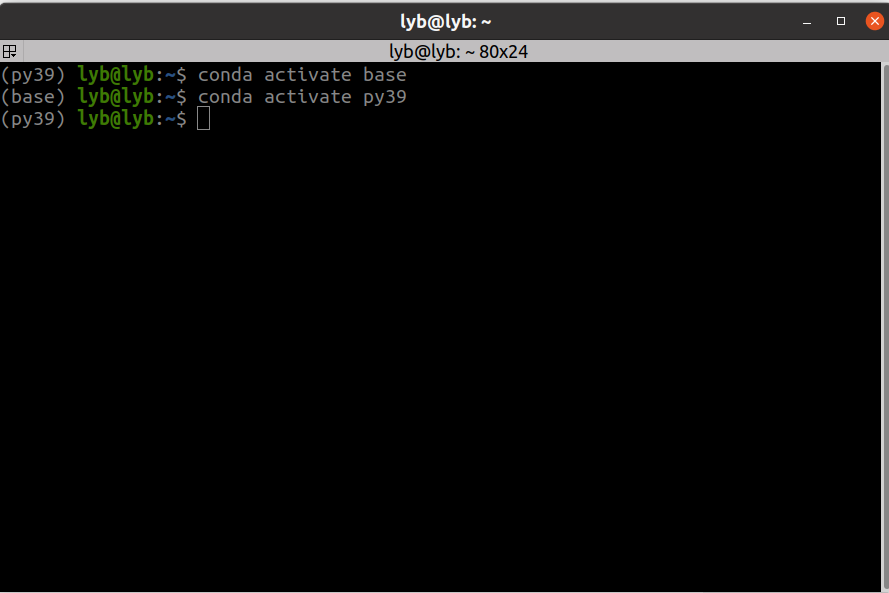 lyb@lyb: ~
lyb@lyb: ~ 80x24
(py39) lyb@lyb:~$ conda activate base
(base) lyb@lyb:~$ conda activate py39
(py39) lyb@lyb:~$